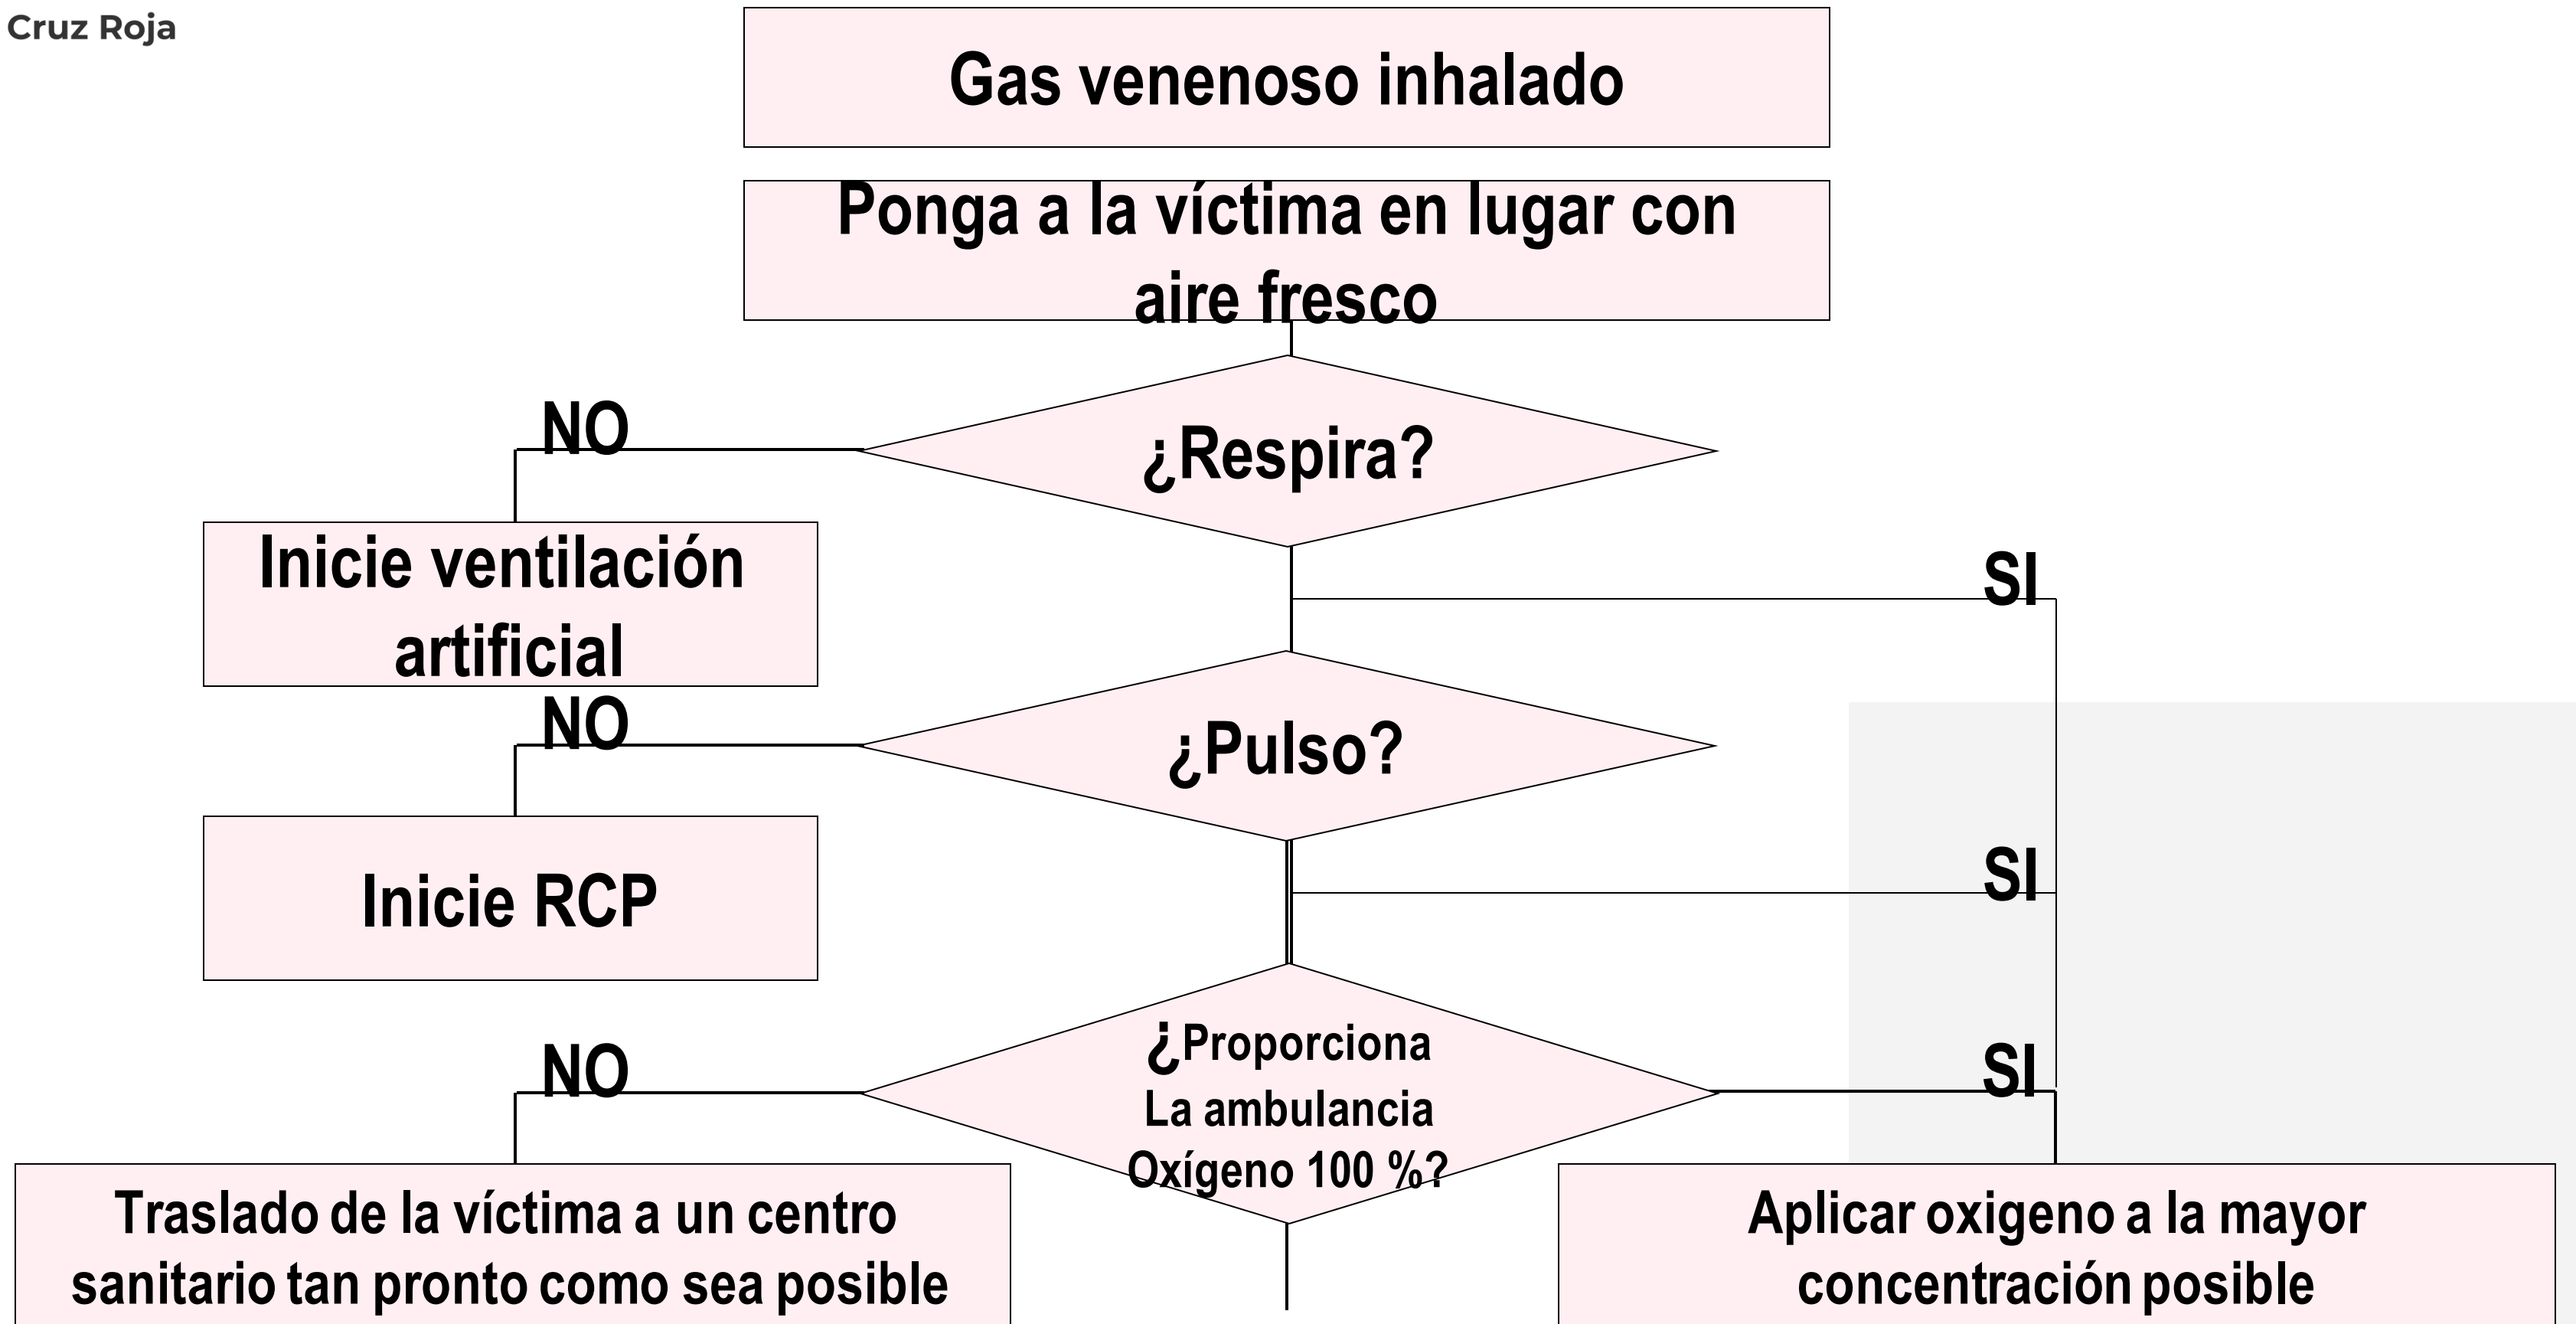 Cruz Roja
Gas venenoso inhalado
Ponga a la víctima en lugar con
aire fresco
NO
¿Respira?
Inicie ventilación
artificial
SI
NO
¿Pulso?
Inicie RCP
SI
NO
¿Proporciona
La ambulancia
Oxígeno 100 %?
SI
Traslado de la víctima a un centro
sanitario tan pronto como sea posible
Aplicar oxigeno a la mayor
concentración posible